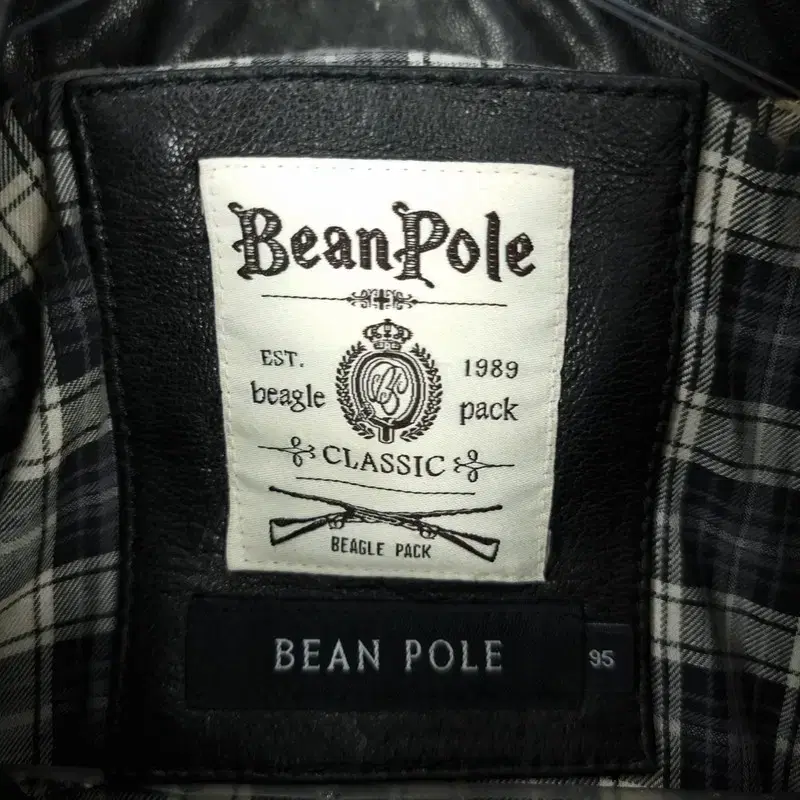 BeanPole
EST. 1989
beagle pack
CLASSIC
BEAGLE PACK
BEAN POLE
95